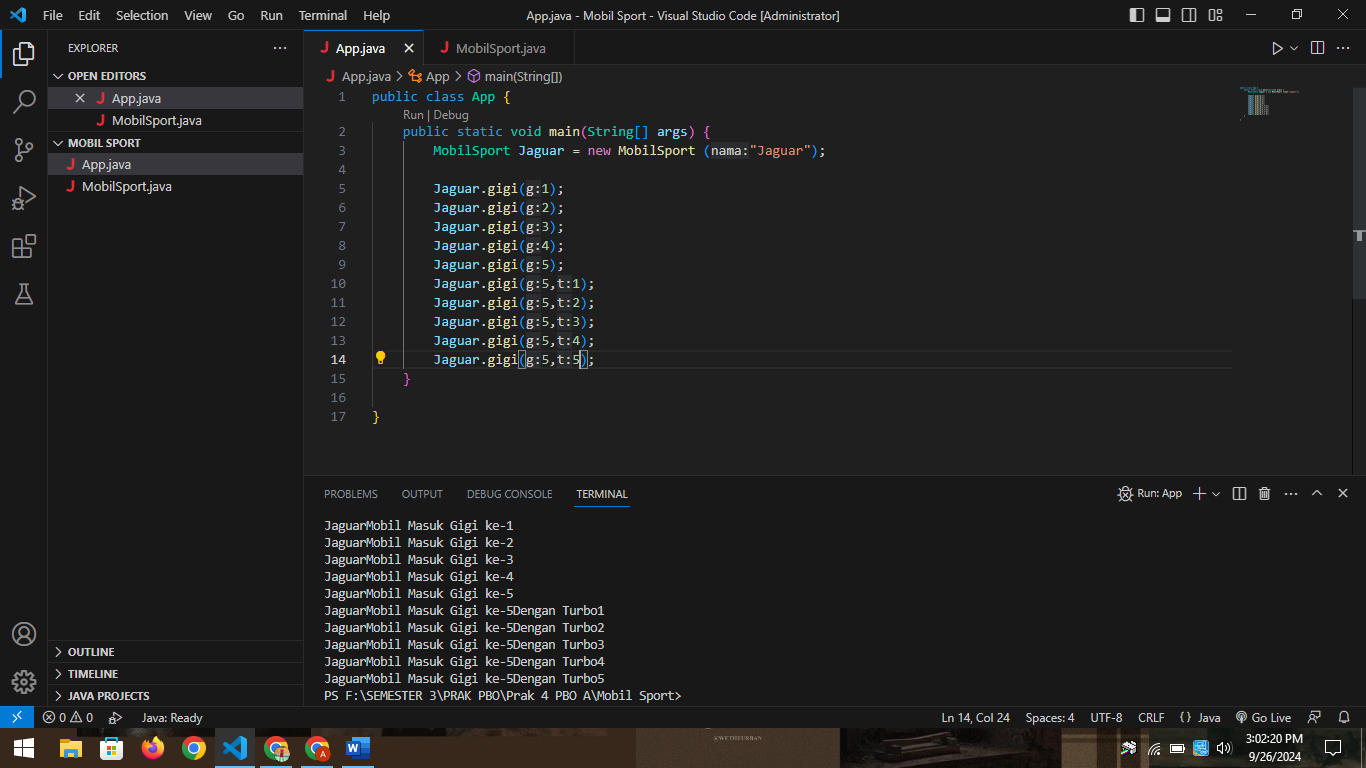 File Edit Selection View Go Run Terminal Help
App.java - Mobil Sport - Visual Studio Code [Administrator]
EXPLORER
OPEN EDITORS
App.java
MobilSport.java
MOBIL SPORT
App.java
MobilSport.java
OUTLINE
TIMELINE
JAVA PROJECTS
App.java
MobilSport.java
App.java > App > main(String[])
1 public class App {
Run | Debug
2 public static void main(String[] args) {
3 MobilSport Jaguar = new MobilSport (nama:"Jaguar");
4
5 Jaguar.gigi(g:1);
6 Jaguar.gigi(g:2);
7 Jaguar.gigi(g:3);
8 Jaguar.gigi(g:4);
9 Jaguar.gigi(g:5);
10 Jaguar.gigi(g:5,t:1);
11 Jaguar.gigi(g:5,t:2);
12 Jaguar.gigi(g:5,t:3);
13 Jaguar.gigi(g:5,t:4);
14 Jaguar.gigi(g:5,t:5);
15 }
16
17 }
PROBLEMS OUTPUT DEBUG CONSOLE TERMINAL
Run: App
JaguarMobil Masuk Gigi ke-1
JaguarMobil Masuk Gigi ke-2
JaguarMobil Masuk Gigi ke-3
JaguarMobil Masuk Gigi ke-4
JaguarMobil Masuk Gigi ke-5
JaguarMobil Masuk Gigi ke-5Dengan Turbo1
JaguarMobil Masuk Gigi ke-5Dengan Turbo2
JaguarMobil Masuk Gigi ke-5Dengan Turbo3
JaguarMobil Masuk Gigi ke-5Dengan Turbo4
JaguarMobil Masuk Gigi ke-5Dengan Turbo5
PS F:\SEMESTER 3\PRAK PBO\Prak 4 PBO A\Mobil Sport>
0 0 Java: Ready
Ln 14, Col 24 Spaces: 4 UTF-8 CRLF {} Java Go Live
3:02:20 PM
9/26/2024